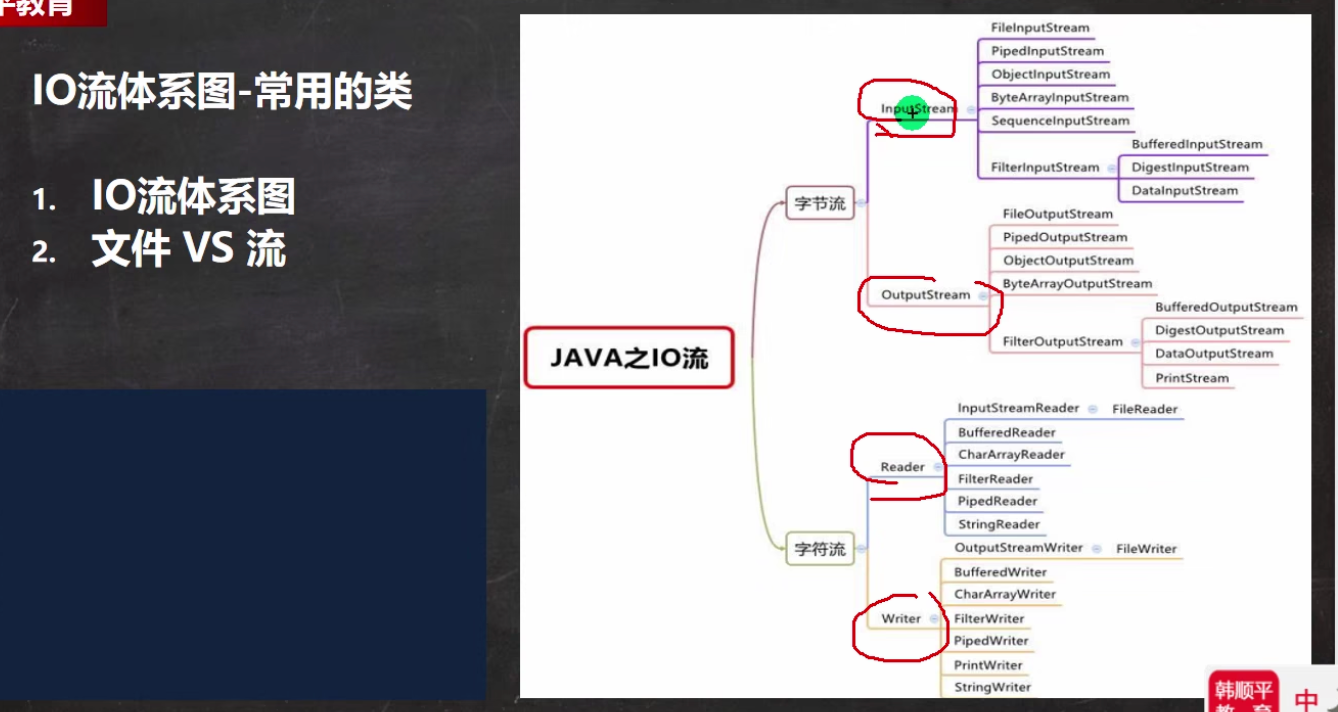 平教育
IO流体系图-常用的类
1. IO流体系图
2. 文件 VS 流
JAVA之IO流
字节流
InputStream
FileInputStream
PipedInputStream
ObjectInputStream
ByteArrayInputStream
SequenceInputStream
FilterInputStream
BufferedInputStream
DigestInputStream
DataInputStream
OutputStream
FileOutputStream
PipedOutputStream
ObjectOutputStream
ByteArrayOutputStream
FilterOutputStream
BufferedOutputStream
DigestOutputStream
DataOutputStream
PrintStream
字符流
Reader
InputStreamReader FileReader
BufferedReader
CharArrayReader
FilterReader
PipedReader
StringReader
Writer
OutputStreamWriter FileWriter
BufferedWriter
CharArrayWriter
FilterWriter
PipedWriter
PrintWriter
StringWriter
韩顺平
教 育
中